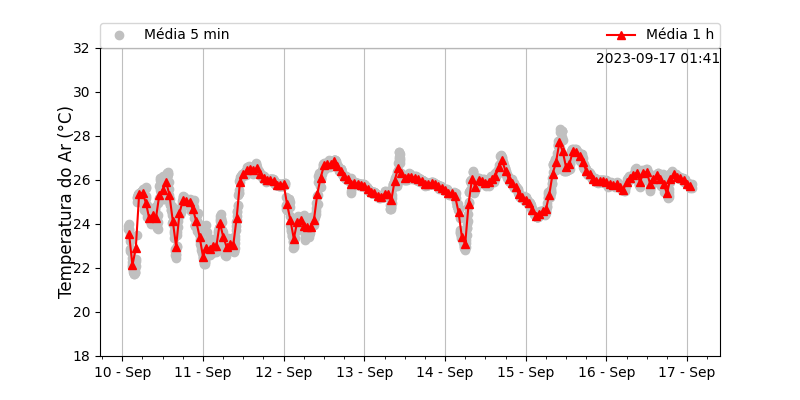 Média 5 min
Média 1 h
2023-09-17 01:41
Temperatura do Ar (°C)
32
30
28
26
24
22
20
18
10 - Sep
11 - Sep
12 - Sep
13 - Sep
14 - Sep
15 - Sep
16 - Sep
17 - Sep